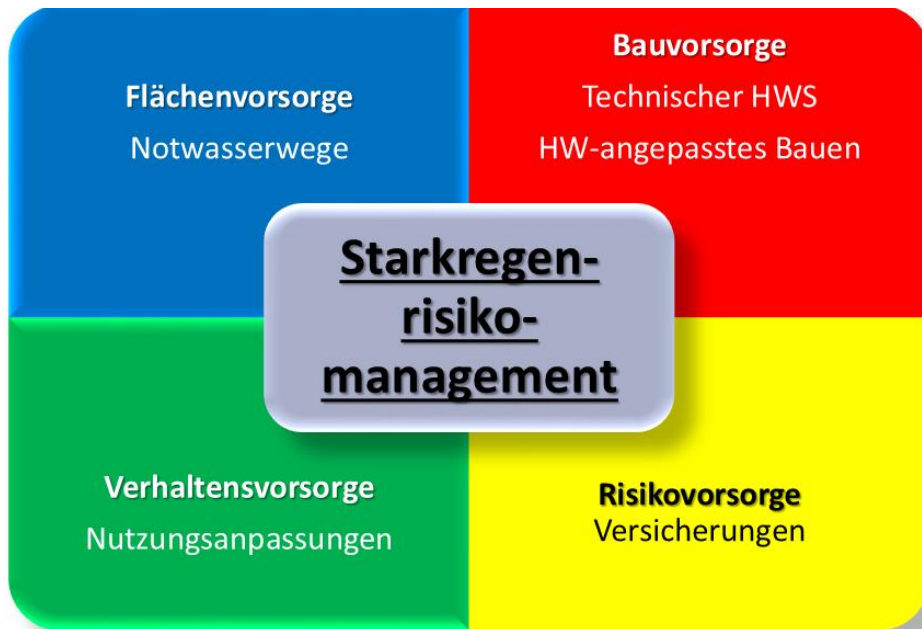 Flächenvorsorge
Notwasserwege
Bauvorsorge
Technischer HWS
HW-angepasstes Bauen
Starkregen-
risiko-
management
Verhaltensvorsorge
Nutzungsanpassungen
Risikovorsorge
Versicherungen